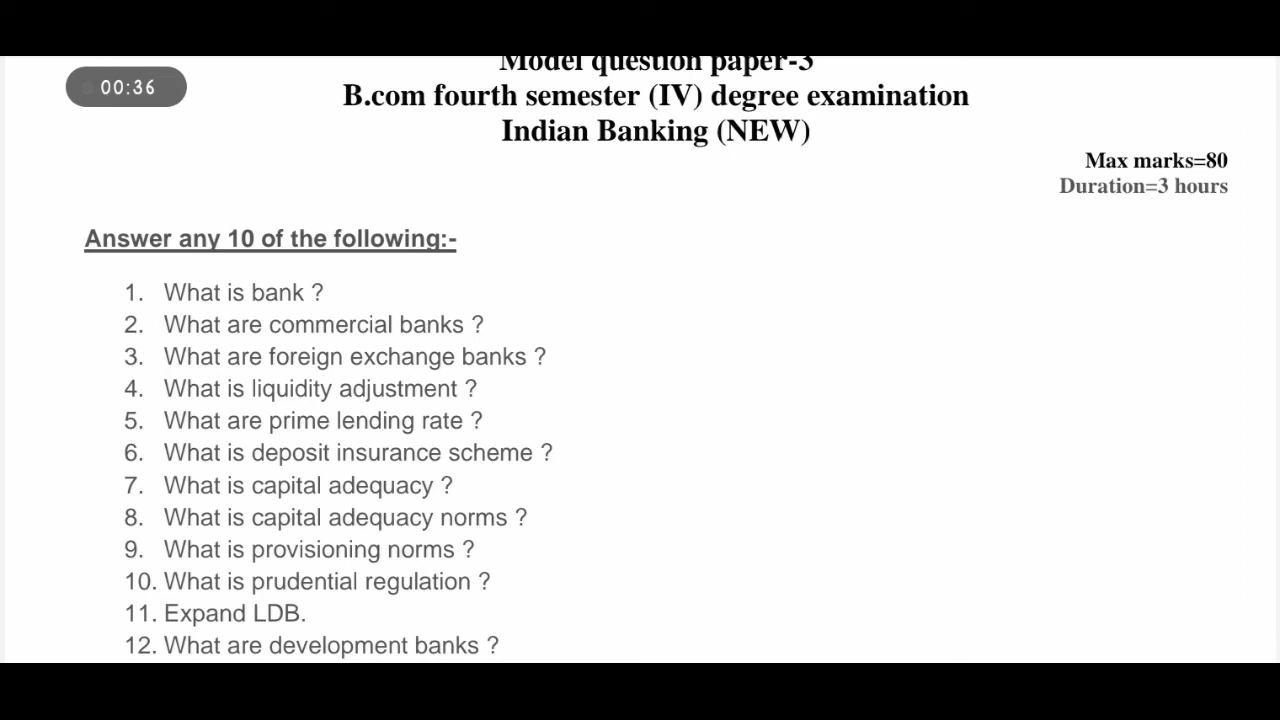 Model question paper-3
00:36
B.com fourth semester (IV) degree examination
Indian Banking (NEW)
Max marks=80
Duration=3 hours
Answer any 10 of the following:-
1. What is bank ?
2. What are commercial banks ?
3. What are foreign exchange banks ?
4. What is liquidity adjustment ?
5. What are prime lending rate ?
6. What is deposit insurance scheme ?
7. What is capital adequacy ?
8. What is capital adequacy norms ?
9. What is provisioning norms ?
10. What is prudential regulation ?
11. Expand LDB.
12. What are development banks ?